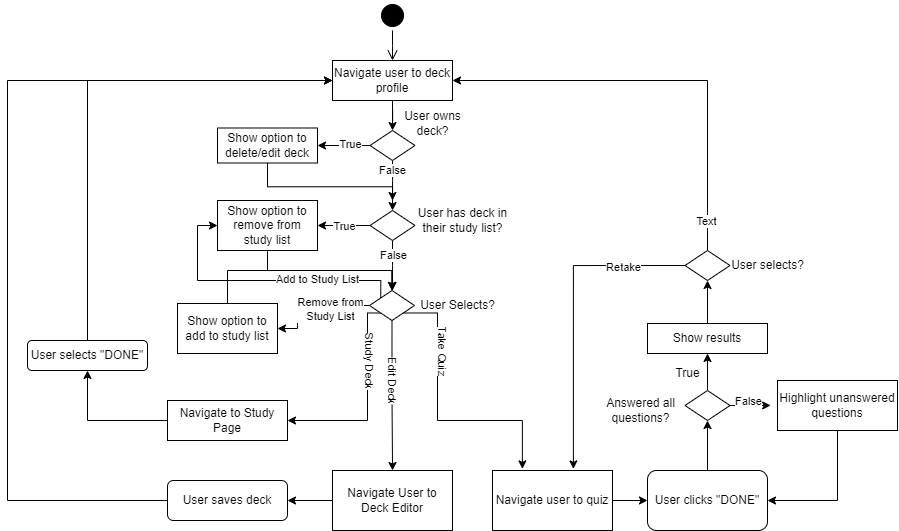 Navigate user to deck
profile
User owns
deck?
Show option to
delete/edit deck
True
False
Show option to
remove from
study list
True
User has deck in
their study list?
Text
False
User selects?
Retake
Add to Study List
Remove from
Study List
User Selects?
Show option to
add to study list
Study Deck
Edit Deck
Take Quiz
Show results
User selects "DONE"
True
Answered all
questions?
False
Highlight unanswered
questions
Navigate to Study
Page
User saves deck
Navigate User to
Deck Editor
Navigate user to quiz
User clicks "DONE"